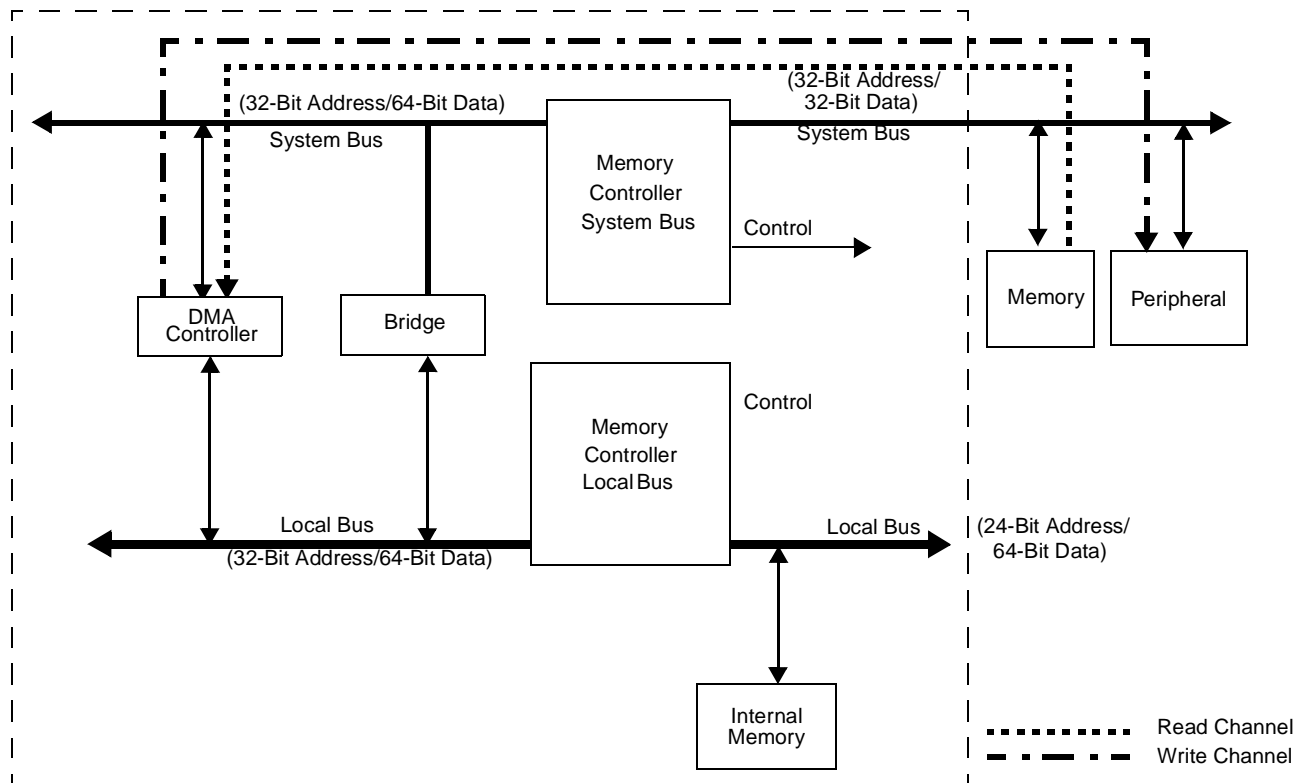 (32-Bit Address/
32-Bit Data)
(32-Bit Address/64-Bit Data)
System Bus
System Bus
Memory
Controller
System Bus
Control
Memory
Peripheral
DMA
Controller
Bridge
Memory
Controller
Local Bus
Control
Local Bus
(32-Bit Address/64-Bit Data)
Local Bus
(24-Bit Address/
64-Bit Data)
Internal
Memory
Read Channel
Write Channel